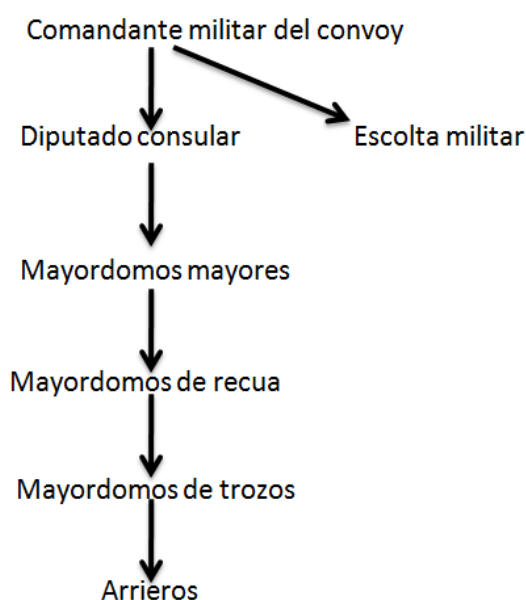 Comandante militar del convoy
Diputado consular
Escolta militar
Mayordomos mayores
Mayordomos de recua
Mayordomos de trozos
Arrieros